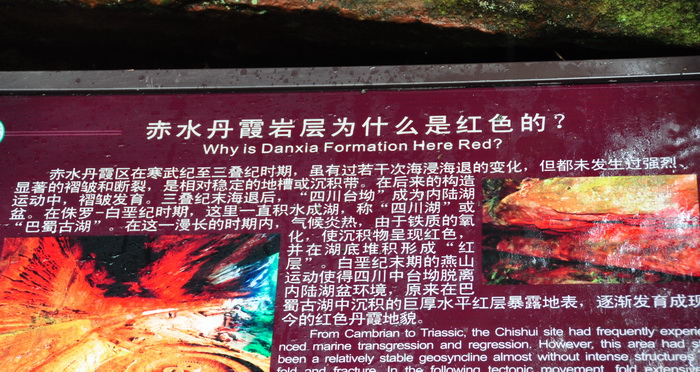 赤水丹霞岩层为什么是红色的？
Why is Danxia Formation Here Red?
赤水丹霞区在寒武纪至三叠纪时期，虽有过若干次海浸海退的变化，但都未发生过强烈、
显著的褶皱和断裂，是相对稳定的地槽或沉积带。在后来的构造
运动中，褶皱发育。三叠纪末海退后，“四川台坳”成为内陆湖
盆。在侏罗-白垩纪时期，这里一直积水成湖，称“四川湖”或
“巴蜀古湖”。在这一漫长的时期内，气候炎热，由于铁质的氧
化，使沉积物呈现红色，
并在湖底堆积形成“红
层”。白垩纪末期的燕山
运动使得四川中台坳脱离
内陆湖盆环境，原来在巴
蜀古湖中沉积的巨厚水平红层暴露地表，逐渐发育成现
今的红色丹霞地貌。
From Cambrian to Triassic, the Chishui site had frequently experie
nced marine transgression and regression. However, this area had s
been a relatively stable geosyncline almost without intense structures
fold and fracture. In the following tectonic movement, fold extensiv